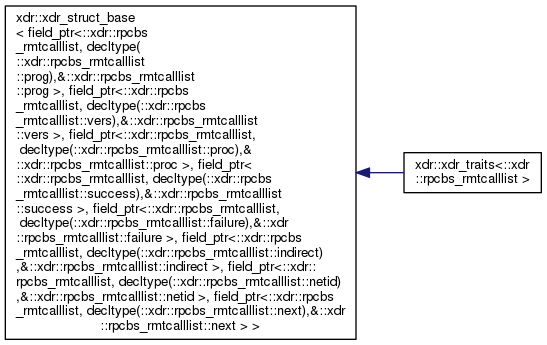 xdr::xdr_struct_base
< field_ptr<::xdr::rpcbs
_rmtcalllist, decltype(
::xdr::rpcbs_rmtcalllist
::prog),&::xdr::rpcbs_rmtcalllist
::prog >, field_ptr<::xdr::rpcbs
_rmtcalllist, decltype(::xdr::rpcbs
_rmtcalllist::vers),&::xdr::rpcbs_rmtcalllist
::vers >, field_ptr<::xdr::rpcbs_rmtcalllist,
decltype(::xdr::rpcbs_rmtcalllist::proc),&
::xdr::rpcbs_rmtcalllist::proc >, field_ptr<
::xdr::rpcbs_rmtcalllist, decltype(::xdr::rpcbs
_rmtcalllist::success),&::xdr::rpcbs_rmtcalllist
::success >, field_ptr<::xdr::rpcbs_rmtcalllist,
decltype(::xdr::rpcbs_rmtcalllist::failure),&::xdr
::rpcbs_rmtcalllist::failure >, field_ptr<::xdr::rpcbs
_rmtcalllist, decltype(::xdr::rpcbs_rmtcalllist::indirect)
,&::xdr::rpcbs_rmtcalllist::indirect >, field_ptr<::xdr::
rpcbs_rmtcalllist, decltype(::xdr::rpcbs_rmtcalllist::netid)
,&::xdr::rpcbs_rmtcalllist::netid >, field_ptr<::xdr::rpcbs
_rmtcalllist, decltype(::xdr::rpcbs_rmtcalllist::next),&::xdr
::rpcbs_rmtcalllist::next > >
xdr::xdr_traits<::xdr
::rpcbs_rmtcalllist >